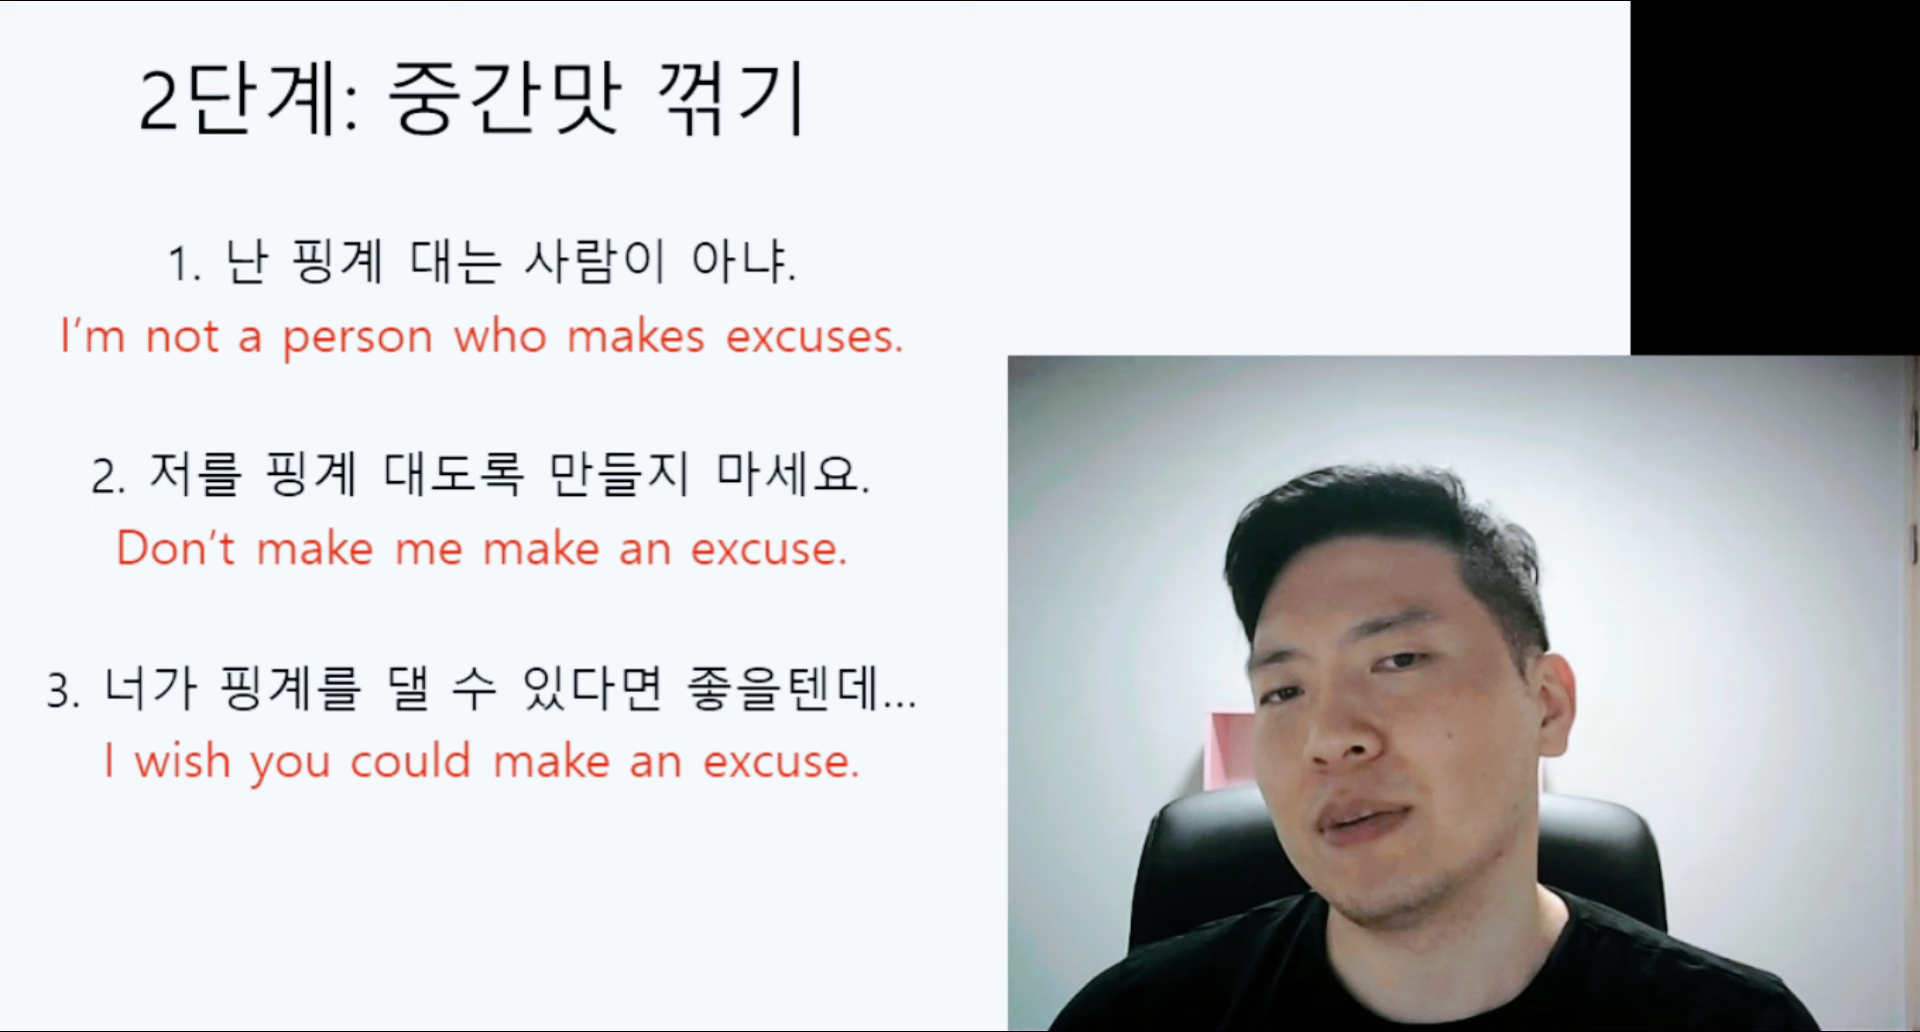 2단계: 중간맛 꺾기
1. 난 핑계 대는 사람이 아냐.
I'm not a person who makes excuses.
2. 저를 핑계 대도록 만들지 마세요.
Don't make me make an excuse.
3. 너가 핑계를 댈 수 있다면 좋을텐데...
I wish you could make an excuse.